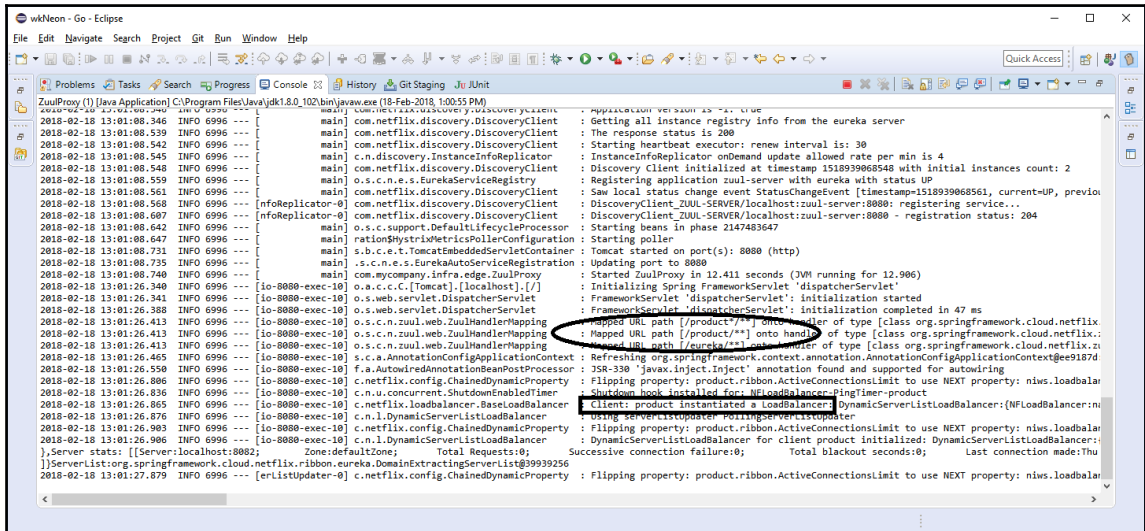 wkNeon - Go - Eclipse
File Edit Navigate Search Project Git Run Window Help
Quick Access
Problems Tasks Search Progress Console History Git Staging JUnit
ZuulProxy (1) [Java Application] C:\Program Files\Java\jdk1.8.0_102\bin\javaw.exe (18-Feb-2018, 1:00:55 PM)
2018-02-18 13:01:08.346 INFO 6996 --- [ main] com.netflix.discovery.DiscoveryClient : Application version is -1: true
2018-02-18 13:01:08.346 INFO 6996 --- [ main] com.netflix.discovery.DiscoveryClient : Getting all instance registry info from the eureka server
2018-02-18 13:01:08.539 INFO 6996 --- [ main] com.netflix.discovery.DiscoveryClient : The response status is 200
2018-02-18 13:01:08.542 INFO 6996 --- [ main] com.netflix.discovery.DiscoveryClient : Starting heartbeat executor: renew interval is: 30
2018-02-18 13:01:08.545 INFO 6996 --- [ main] c.n.discovery.InstanceInfoReplicator : InstanceInfoReplicator onDemand update allowed rate per min is 4
2018-02-18 13:01:08.548 INFO 6996 --- [ main] com.netflix.discovery.DiscoveryClient : Discovery Client initialized at timestamp 1518939068548 with initial instances count: 2
2018-02-18 13:01:08.559 INFO 6996 --- [ main] o.s.c.n.e.s.EurekaServiceRegistry : Registering application zuul-server with eureka with status UP
2018-02-18 13:01:08.561 INFO 6996 --- [ main] com.netflix.discovery.DiscoveryClient : Saw local status change event StatusChangeEvent [timestamp=1518939068561, current=UP, previou
2018-02-18 13:01:08.568 INFO 6996 --- [nfoReplicator-0] com.netflix.discovery.DiscoveryClient : DiscoveryClient_ZUUL-SERVER/localhost:zuul-server:8080: registering service...
2018-02-18 13:01:08.607 INFO 6996 --- [nfoReplicator-0] com.netflix.discovery.DiscoveryClient : DiscoveryClient_ZUUL-SERVER/localhost:zuul-server:8080 - registration status: 204
2018-02-18 13:01:08.642 INFO 6996 --- [ main] o.s.c.support.DefaultLifecycleProcessor : Starting beans in phase 2147483647
2018-02-18 13:01:08.647 INFO 6996 --- [ main] ration$HystrixMetricsPollerConfiguration : Starting poller
2018-02-18 13:01:08.731 INFO 6996 --- [ main] s.b.c.e.t.TomcatEmbeddedServletContainer : Tomcat started on port(s): 8080 (http)
2018-02-18 13:01:08.735 INFO 6996 --- [ main] .s.c.n.e.s.EurekaAutoServiceRegistration : Updating port to 8080
2018-02-18 13:01:08.740 INFO 6996 --- [ main] com.mycompany.infra.edge.ZuulProxy : Started ZuulProxy in 12.411 seconds (JVM running for 12.906)
2018-02-18 13:01:26.340 INFO 6996 --- [io-8080-exec-10] o.a.c.c.C.[Tomcat].[localhost].[/] : Initializing Spring FrameworkServlet 'dispatcherServlet'
2018-02-18 13:01:26.341 INFO 6996 --- [io-8080-exec-10] o.s.web.servlet.DispatcherServlet : FrameworkServlet 'dispatcherServlet': initialization started
2018-02-18 13:01:26.388 INFO 6996 --- [io-8080-exec-10] o.s.web.servlet.DispatcherServlet : FrameworkServlet 'dispatcherServlet': initialization completed in 47 ms
2018-02-18 13:01:26.413 INFO 6996 --- [io-8080-exec-10] o.s.c.n.zuul.web.ZuulHandlerMapping : Mapped URL path [/product*/**] onto handler of type [class org.springframework.cloud.netflix.
2018-02-18 13:01:26.413 INFO 6996 --- [io-8080-exec-10] o.s.c.n.zuul.web.ZuulHandlerMapping : Mapped URL path [/product/**] onto handler of type [class org.springframework.cloud.netflix.z
2018-02-18 13:01:26.413 INFO 6996 --- [io-8080-exec-10] o.s.c.n.zuul.web.ZuulHandlerMapping : Mapped URL path [/eureka/**] onto handler of type [class org.springframework.cloud.netflix.zu
2018-02-18 13:01:26.465 INFO 6996 --- [io-8080-exec-10] s.c.a.AnnotationConfigApplicationContext : Refreshing org.springframework.context.annotation.AnnotationConfigApplicationContext@ee9187d:
2018-02-18 13:01:26.550 INFO 6996 --- [io-8080-exec-10] f.a.AutowiredAnnotationBeanPostProcessor : JSR-330 'javax.inject.Inject' annotation found and supported for autowiring
2018-02-18 13:01:26.806 INFO 6996 --- [io-8080-exec-10] c.netflix.config.ChainedDynamicProperty : Flipping property: product.ribbon.ActiveConnectionsLimit to use NEXT property: niws.loadbalan
2018-02-18 13:01:26.836 INFO 6996 --- [io-8080-exec-10] c.n.u.concurrent.ShutdownEnabledTimer : Shutdown hook installed for: NFLoadBalancer-PingTimer-product
2018-02-18 13:01:26.865 INFO 6996 --- [io-8080-exec-10] c.netflix.loadbalancer.BaseLoadBalancer : Client: product instantiated a LoadBalancer: DynamicServerListLoadBalancer:{NFLoadBalancer:na
2018-02-18 13:01:26.876 INFO 6996 --- [io-8080-exec-10] c.n.l.DynamicServerListLoadBalancer : Using serverListUpdater PollingServerListUpdater
2018-02-18 13:01:26.903 INFO 6996 --- [io-8080-exec-10] c.netflix.config.ChainedDynamicProperty : Flipping property: product.ribbon.ActiveConnectionsLimit to use NEXT property: niws.loadbalan
2018-02-18 13:01:26.906 INFO 6996 --- [io-8080-exec-10] c.n.l.DynamicServerListLoadBalancer : DynamicServerListLoadBalancer for client product initialized: DynamicServerListLoadBalancer:{
},Server stats: [[Server:localhost:8082; Zone:defaultZone; Total Requests:0; Successive connection failure:0; Total blackout seconds:0; Last connection made:Thu
]}ServerList:org.springframework.cloud.netflix.ribbon.eureka.DomainExtractingServerList@39939256
2018-02-18 13:01:27.879 INFO 6996 --- [erListUpdater-0] c.netflix.config.ChainedDynamicProperty : Flipping property: product.ribbon.ActiveConnectionsLimit to use NEXT property: niws.loadbalan